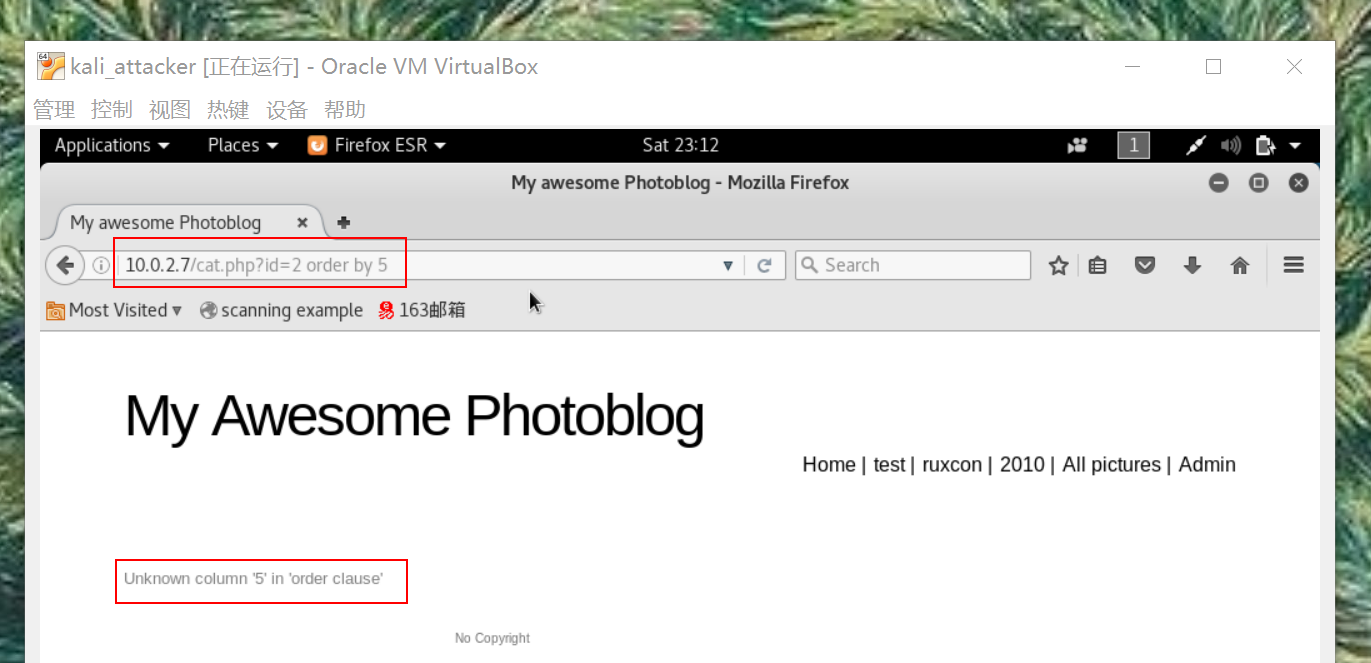 kali_attacker [正在运行] - Oracle VM VirtualBox
管理 控制 视图 热键 设备 帮助
Applications Places Firefox ESR Sat 23:12 1
My awesome Photoblog - Mozilla Firefox
My awesome Photoblog
10.0.2.7/cat.php?id=2 order by 5 Search
Most Visited scanning example 163邮箱
My Awesome Photoblog
Home | test | ruxcon | 2010 | All pictures | Admin
Unknown column '5' in 'order clause'
No Copyright